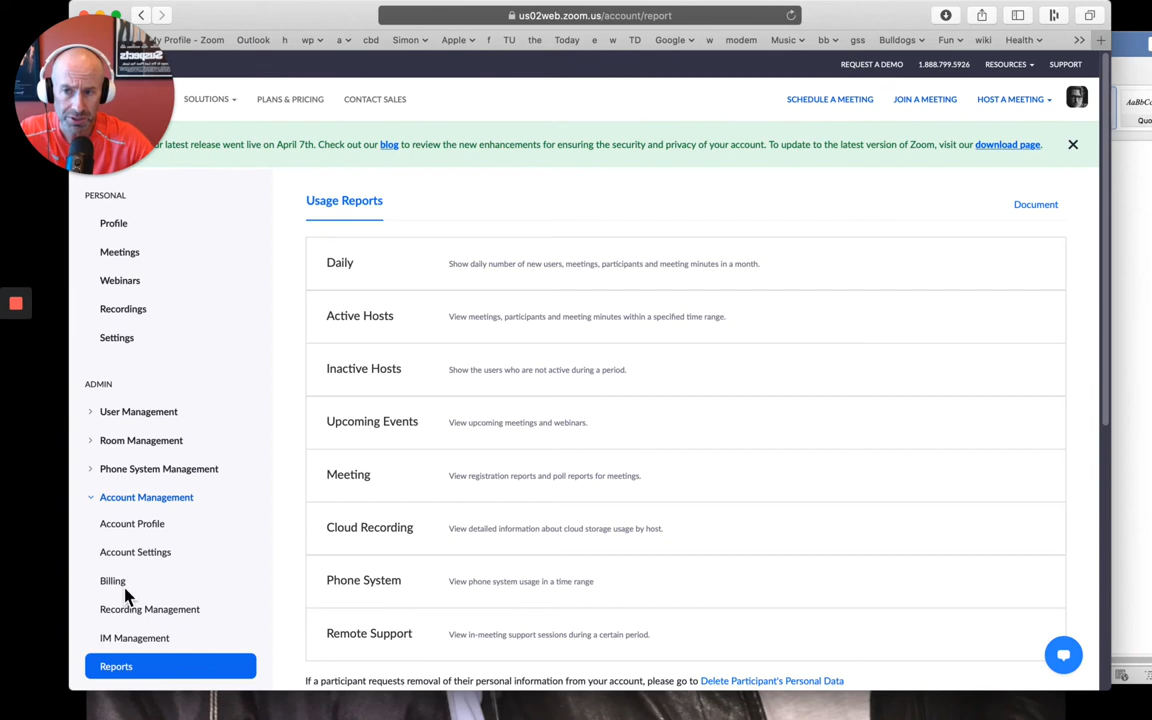 us02web.zoom.us/account/report
My Profile - Zoom Outlook h wp a cbd Simon Apple f TU the Today e w TD Google w modem Music bb gss Bulldogs Fun wiki Health
REQUEST A DEMO 1.888.799.5926 RESOURCES SUPPORT
SOLUTIONS PLANS & PRICING CONTACT SALES SCHEDULE A MEETING JOIN A MEETING HOST A MEETING
latest release went live on April 7th. Check out our blog to review the new enhancements for ensuring the security and privacy of your account. To update to the latest version of Zoom, visit our download page.
PERSONAL
Profile
Meetings
Webinars
Recordings
Settings
ADMIN
User Management
Room Management
Phone System Management
Account Management
Account Profile
Account Settings
Billing
Recording Management
IM Management
Reports
Usage Reports
Document
Daily Show daily number of new users, meetings, participants and meeting minutes in a month.
Active Hosts View meetings, participants and meeting minutes within a specified time range.
Inactive Hosts Show the users who are not active during a period.
Upcoming Events View upcoming meetings and webinars.
Meeting View registration reports and poll reports for meetings.
Cloud Recording View detailed information about cloud storage usage by host.
Phone System View phone system usage in a time range
Remote Support View in-meeting support sessions during a certain period.
If a participant requests removal of their personal information from your account, please go to Delete Participant's Personal Data
AaBbC
Quo